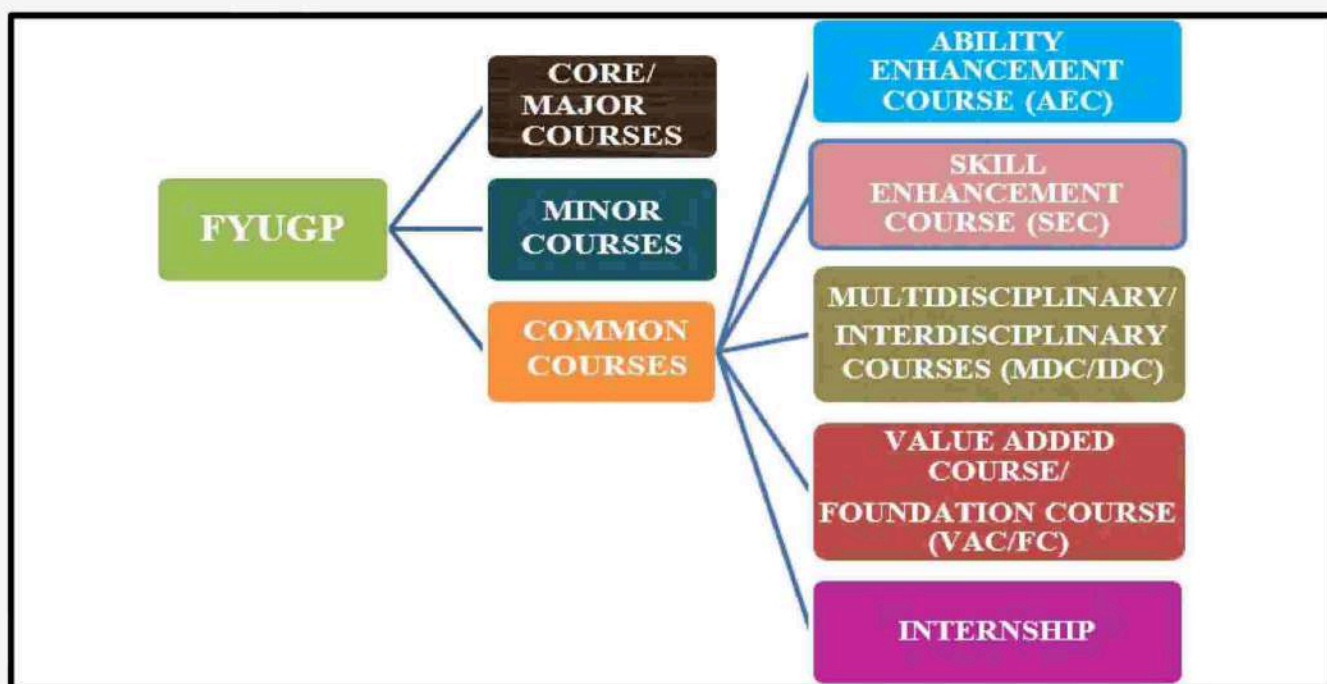 FYUGP
CORE/
MAJOR
COURSES
MINOR
COURSES
COMMON
COURSES
ABILITY
ENHANCEMENT
COURSE (AEC)
SKILL
ENHANCEMENT
COURSE (SEC)
MULTIDISCIPLINARY/
INTERDISCIPLINARY
COURSES (MDC/IDC)
VALUE ADDED
COURSE/
FOUNDATION COURSE
(VAC/FC)
INTERNSHIP